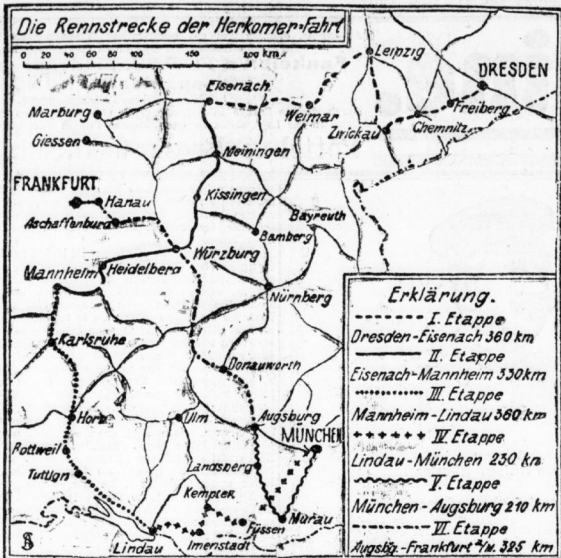 Die Rennstrecke der Herkomer-Fahrt
0 20 40 60 80 100 200 KM
Leipzig
DRESDEN
Eisenach
Weimar
Freiberg
Marburg
Zwickau
Chemnitz
Giessen
Meiningen
FRANKFURT
Hanau
Kissingen
Aschaffenburg
Bayreuth
Bamberg
Würzburg
Mannheim
Heidelberg
Nürnberg
Karlsruhe
Donauwörth
Horb
Ulm
Augsburg
MÜNCHEN
Rottweil
Landsberg
Tuttlgn
Kempten
Füssen
Murau
Lindau
Imenstadt
Erklärung.
I. Etappe
Dresden-Eisenach 360 km
II. Etappe
Eisenach-Mannheim 330 km
III. Etappe
Mannheim-Lindau 360 km
IV. Etappe
Lindau-München 230 km
V. Etappe
München-Augsburg 210 km
VI. Etappe
Augsbg.-Frankfurt a/M. 385 km